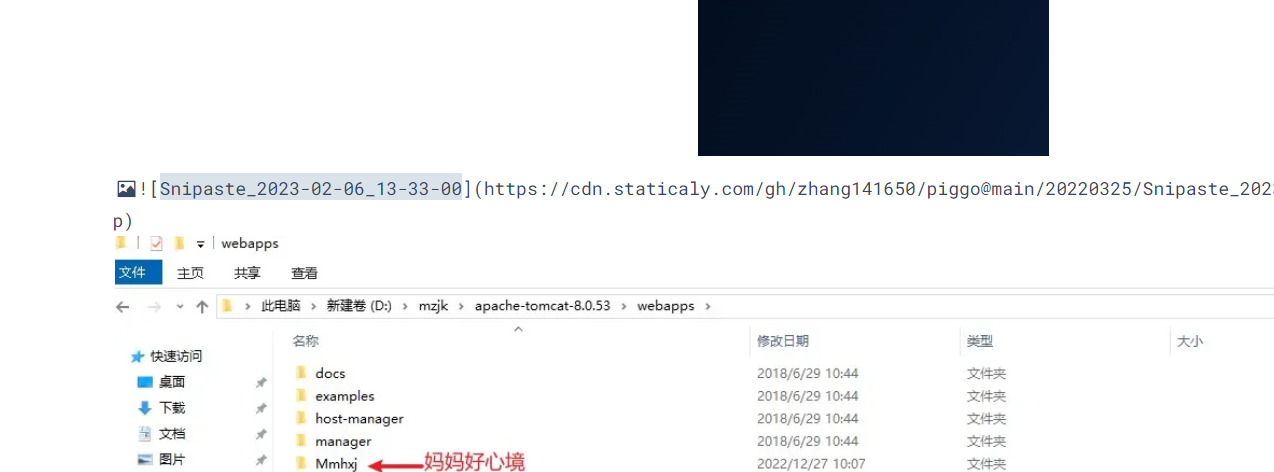 ![Snipaste_2023-02-06_13-33-00](https://cdn.staticaly.com/gh/zhang141650/piggo@main/20220325/Snipaste_202
p)
webapps
文件 主页 共享 查看
此电脑 新建卷 (D:) mzjk apache-tomcat-8.0.53 webapps
名称 修改日期 类型 大小
快速访问
docs 2018/6/29 10:44 文件夹
桌面
examples 2018/6/29 10:44 文件夹
下载
host-manager 2018/6/29 10:44 文件夹
文档
manager 2018/6/29 10:44 文件夹
图片
Mmhxj 妈妈好心境 2022/12/27 10:07 文件夹